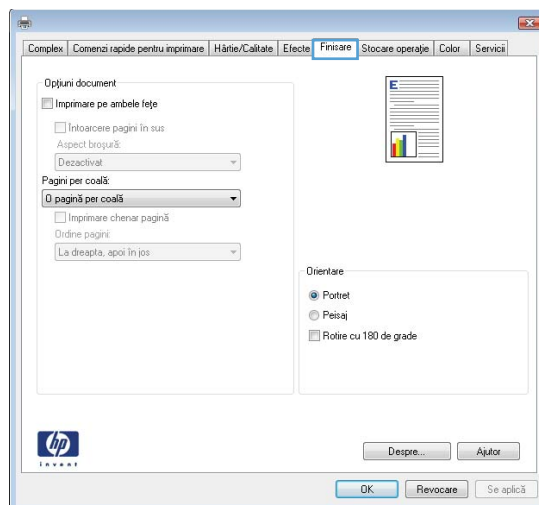 Complex Comenzi rapide pentru imprimare Hârtie/Calitate Efecte Finisare Stocare operaţie Color Servicii
Opţiuni document
Imprimare pe ambele feţe
Întoarcere pagini în sus
Aspect broşură:
Dezactivat
Pagini per coală:
O pagină per coală
Imprimare chenar pagină
Ordine pagini:
La dreapta, apoi în jos
E
Orientare
Portret
Peisaj
Rotire cu 180 de grade
hp
invent
Despre... Ajutor
OK Revocare Se aplică